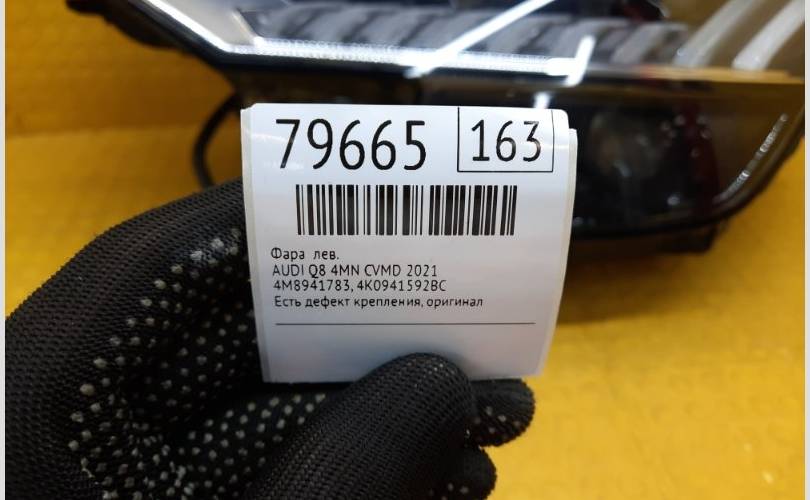 79665 163
Фара лев.
AUDI Q8 4MN CVMD 2021
4M8941783, 4K0941592BC
Есть дефект крепления, оригинал